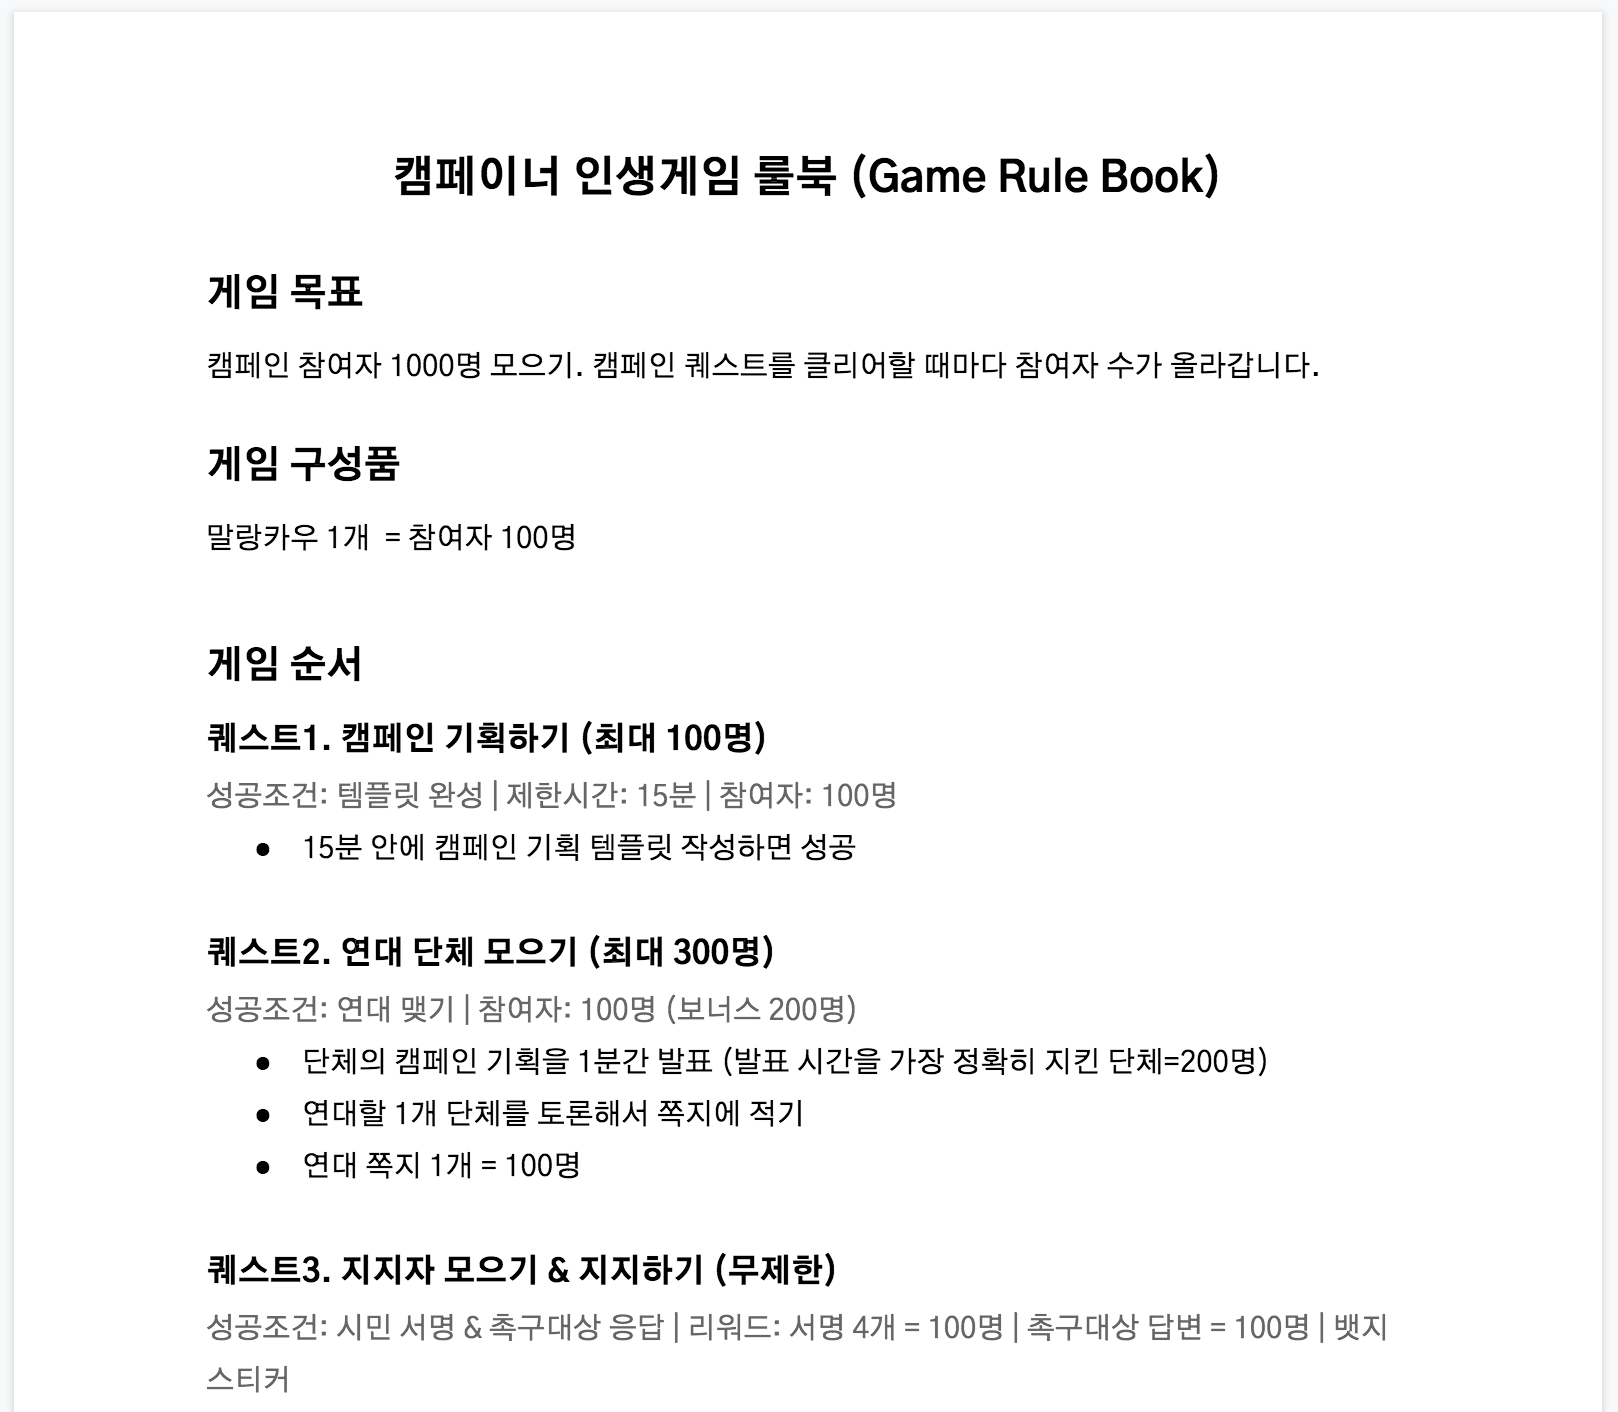 캠페이너 인생게임 룰북 (Game Rule Book)
게임 목표
캠페인 참여자 1000명 모으기. 캠페인 퀘스트를 클리어할 때마다 참여자 수가 올라갑니다.
게임 구성품
말랑카우 1개  = 참여자 100명
게임 순서
퀘스트1. 캠페인 기획하기 (최대 100명)
성공조건: 템플릿 완성 | 제한시간: 15분 | 참여자: 100명
● 15분 안에 캠페인 기획 템플릿 작성하면 성공
퀘스트2. 연대 단체 모으기 (최대 300명)
성공조건: 연대 맺기 | 참여자: 100명 (보너스 200명)
● 단체의 캠페인 기획을 1분간 발표 (발표 시간을 가장 정확히 지킨 단체=200명)
● 연대할 1개 단체를 토론해서 쪽지에 적기
● 연대 쪽지 1개 = 100명
퀘스트3. 지지자 모으기 & 지지하기 (무제한)
성공조건: 시민 서명 & 촉구대상 응답 | 리워드: 서명 4개 = 100명 | 촉구대상 답변 = 100명 | 뱃지
스티커